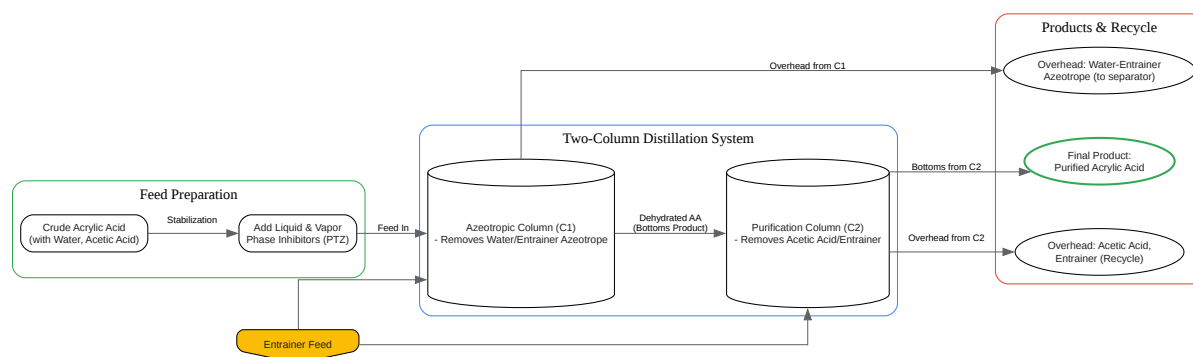 Products & Recycle
Overhead from C1
Overhead: Water-Entrainer
Azeotrope (to separator)
Two-Column Distillation System
Final Product:
Purified Acrylic Acid
Bottoms from C2
Feed Preparation
Crude Acrylic Acid
(with Water, Acetic Acid)
Stabilization
Add Liquid & Vapor
Phase Inhibitors (PTZ)
Feed In
Azeotropic Column (C1)
- Removes Water/Entrainer Azeotrope
Dehydrated AA
(Bottoms Product)
Purification Column (C2)
- Removes Acetic Acid/Entrainer
Overhead from C2
Overhead: Acetic Acid,
Entrainer (Recycle)
Entrainer Feed